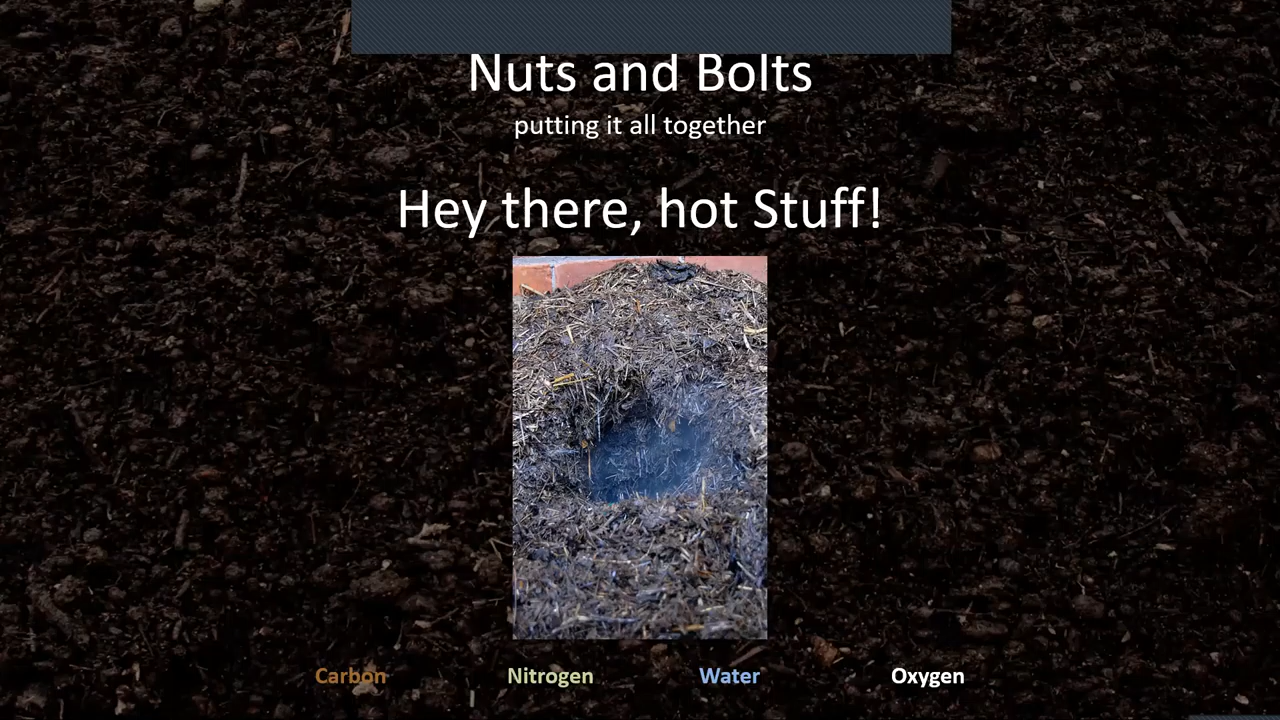 Nuts and Bolts
putting it all together
Hey there, hot Stuff!
Carbon Nitrogen Water Oxygen